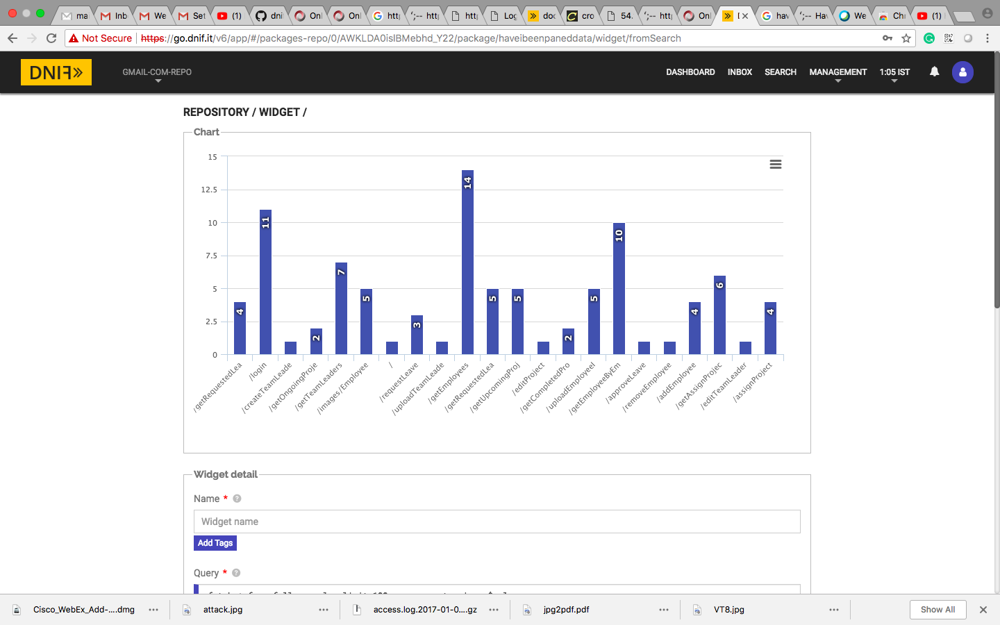 ma
Inb
We
Set
(1)
dni
Onl
Onl
http
http
http
Log
doc
cro
54.
http
Onl
hav
Hav
We
Chr
(1)
Not Secure
https://go.dnif.it/v6/app/#/packages-repo/0/AWKLDA0isIBMebhd_Y22/package/haveibeenpaneddata/widget/fromSearch
DNIF»
GMAIL-COM-REPO
DASHBOARD
INBOX
SEARCH
MANAGEMENT
1:05 IST
REPOSITORY / WIDGET /
Chart
15
12.5
10
7.5
5
2.5
0
4
11
2
7
5
3
14
5
5
2
5
10
4
6
4
/getRequestedLea
/login
/createTeamLeade
/getOngoingProje
/getTeamLeaders
/images/Employee
/
/requestLeave
/uploadTeamLeade
/getEmployees
/getRequestedLea
/getUpcomingProj
/editProject
/getCompletedPro
/uploadEmployeeI
/getEmployeeByEm
/approveLeave
/removeEmployee
/addEmployee
/getAssignProjec
/editTeamLeader
/assignProject
Widget detail
Name * ?
Widget name
Add Tags
Query * ?
Cisco_WebEx_Add-....dmg
attack.jpg
access.log.2017-01-0....gz
jpg2pdf.pdf
VT8.jpg
Show All